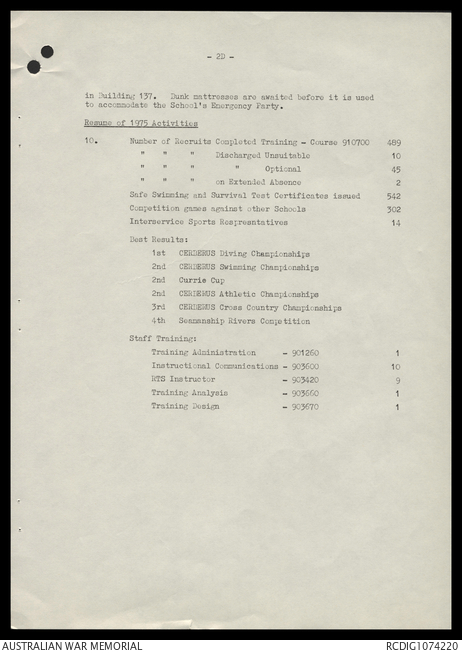 - 2D -
in Building 137. Bunk mattresses are awaited before it is used
to accommodate the School's Emergency Party.
Resume of 1975 Activities
10. Number of Recruits Completed Training - Course 910700 489
" " " Discharged Unsuitable 10
" " " " Optional 45
" " " on Extended Absence 2
Safe Swimming and Survival Test Certificates issued 542
Competition games against other Schools 302
Interservice Sports Respresentatives 14
Best Results:
1st CERBERUS Diving Championships
2nd CERBERUS Swimming Championships
2nd Currie Cup
2nd CERBERUS Athletic Championships
3rd CERBERUS Cross Country Championships
4th Seamanship Rivers Competition
Staff Training:
Training Administration - 901260 1
Instructional Communications - 903600 10
RTS Instructor - 903420 9
Training Analysis - 903660 1
Training Design - 903670 1
AUSTRALIAN WAR MEMORIAL RCDIG1074220